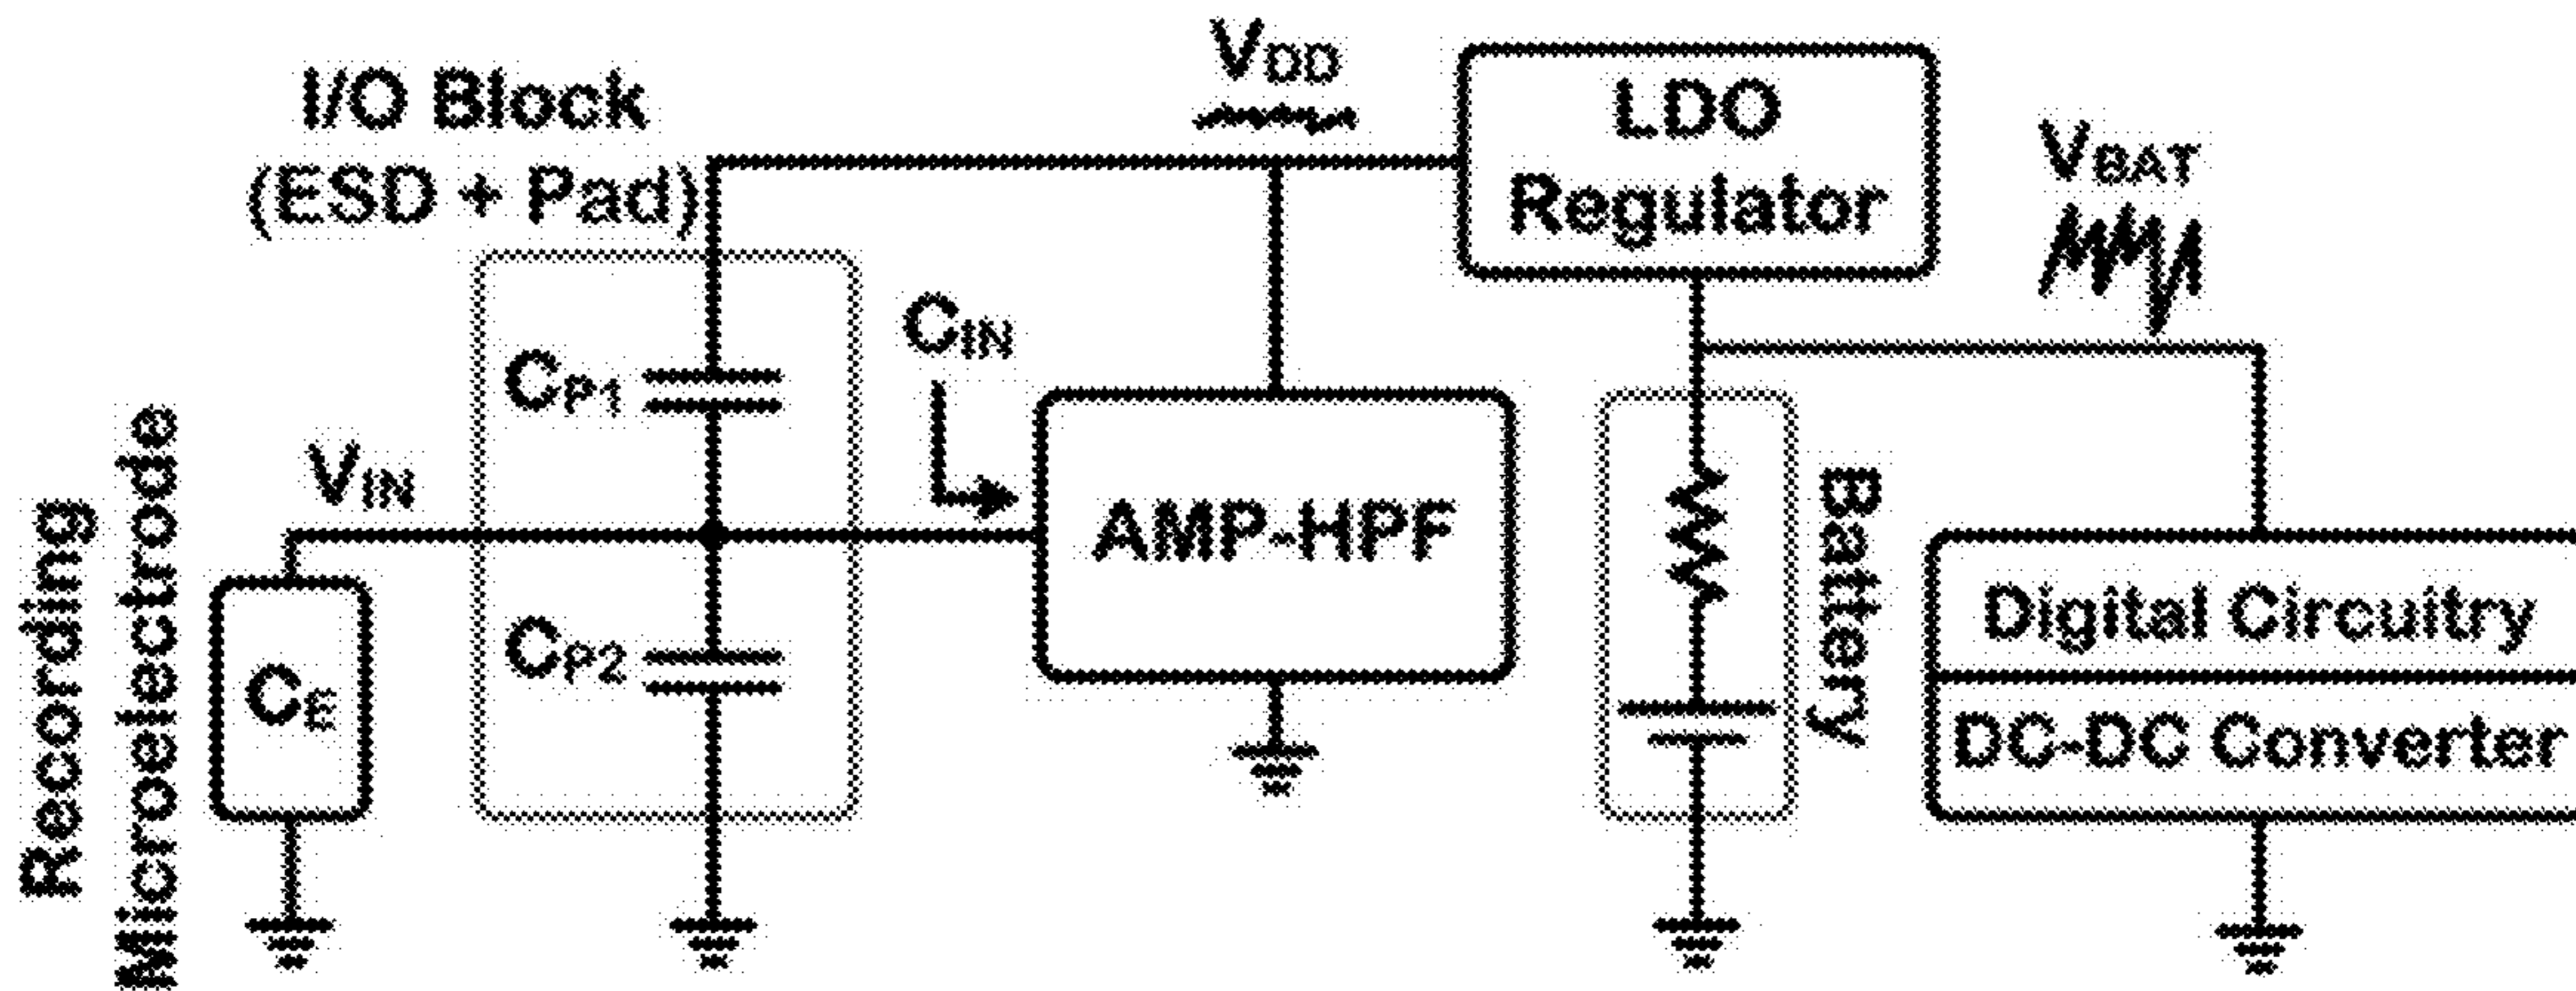 I/O Block
(ESD + Pad)
VDD
LDO
Regulator
VBAT
CIN
CP1
VIN
Recording
Microelectrode
CE
CP2
AMP-HPF
Battery
Digital Circuitry
DC-DC Converter